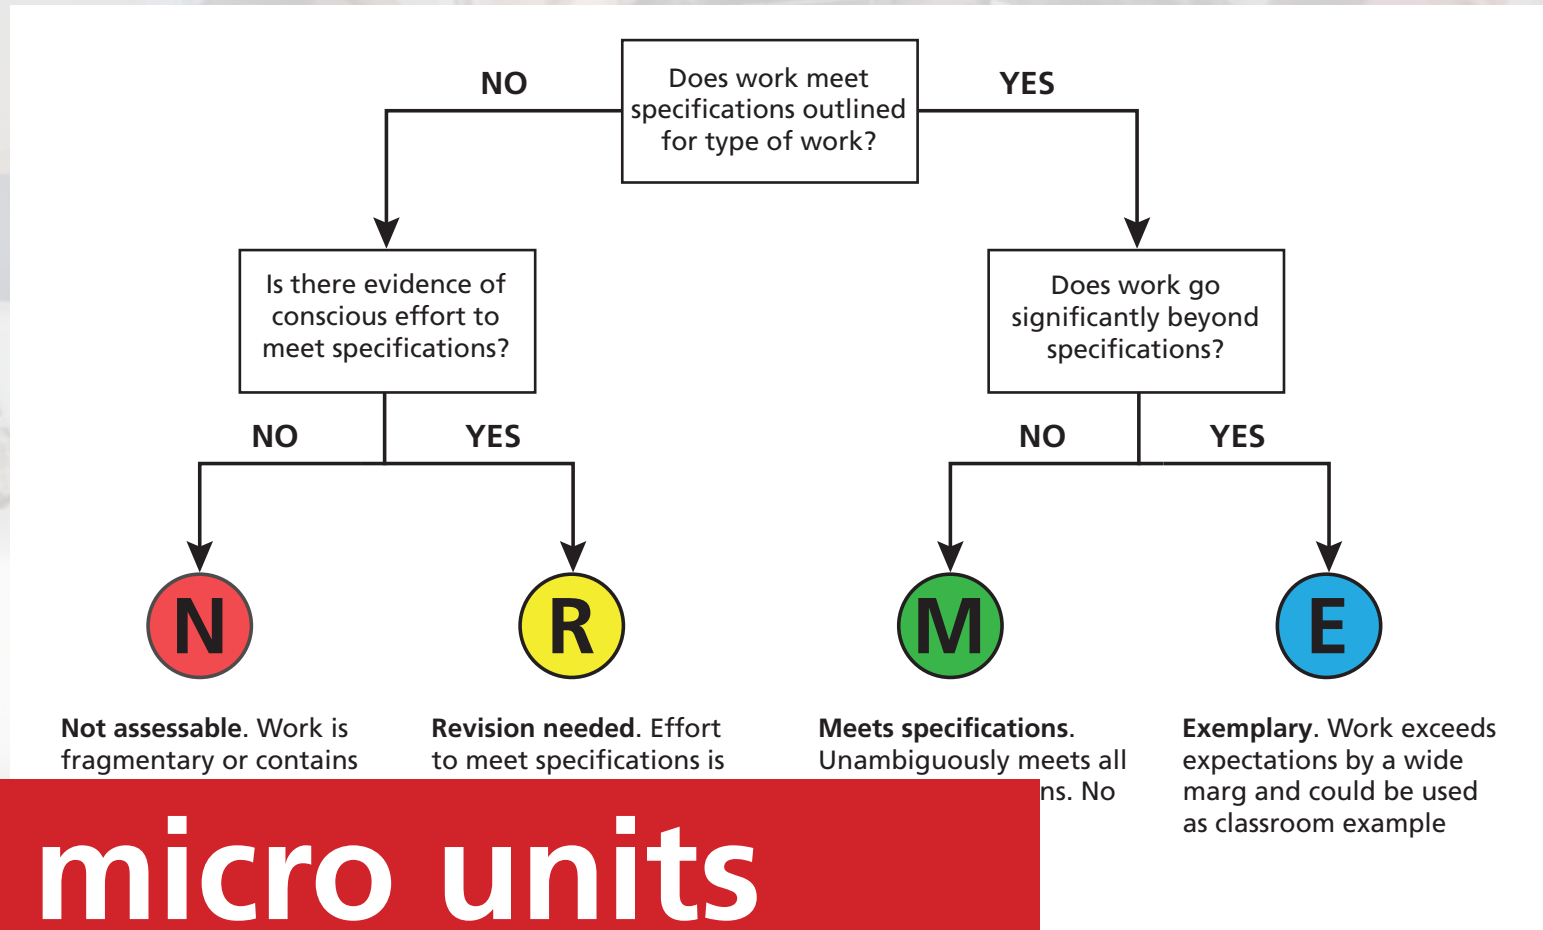 Does work meet
specifications outlined
for type of work?
NO
YES
Is there evidence of
conscious effort to
meet specifications?
Does work go
significantly beyond
specifications?
NO
YES
NO
YES
N
R
M
E
Not assessable. Work is
fragmentary or contains
Revision needed. Effort
to meet specifications is
Meets specifications.
Unambiguously meets all
ns. No
Exemplary. Work exceeds
expectations by a wide
marg and could be used
as classroom example
micro units